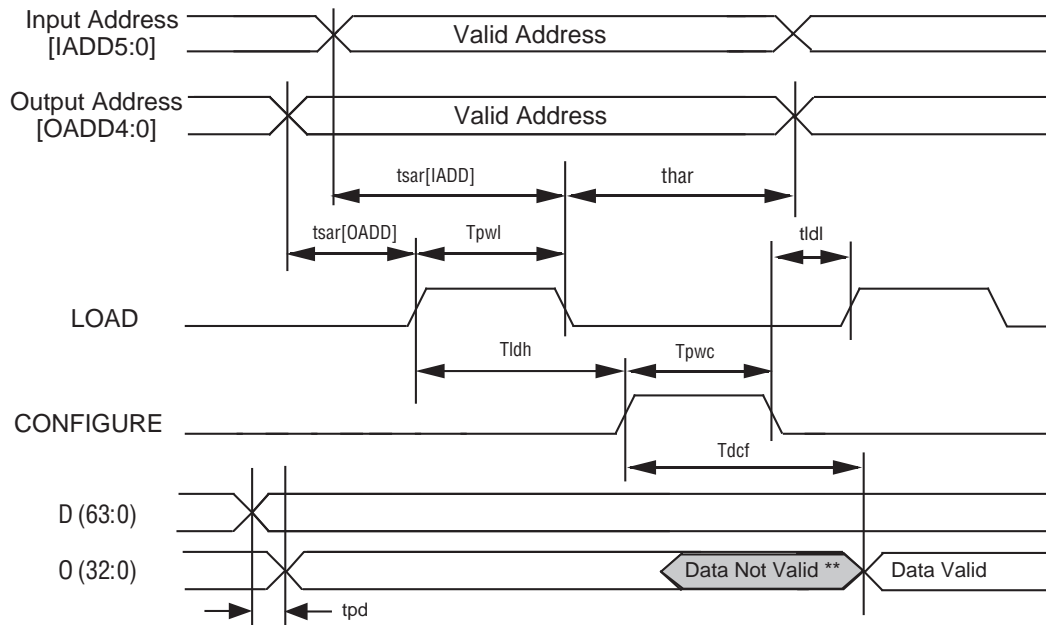 Input Address
[IADD5:0]
Valid Address
Output Address
[OADD4:0]
Valid Address
tsar[IADD]
thar
tsar[OADD]
Tpwl
tldl
LOAD
Tldh
Tpwc
CONFIGURE
Tdcf
D (63:0)
O (32:0)
Data Not Valid **
Data Valid
tpd